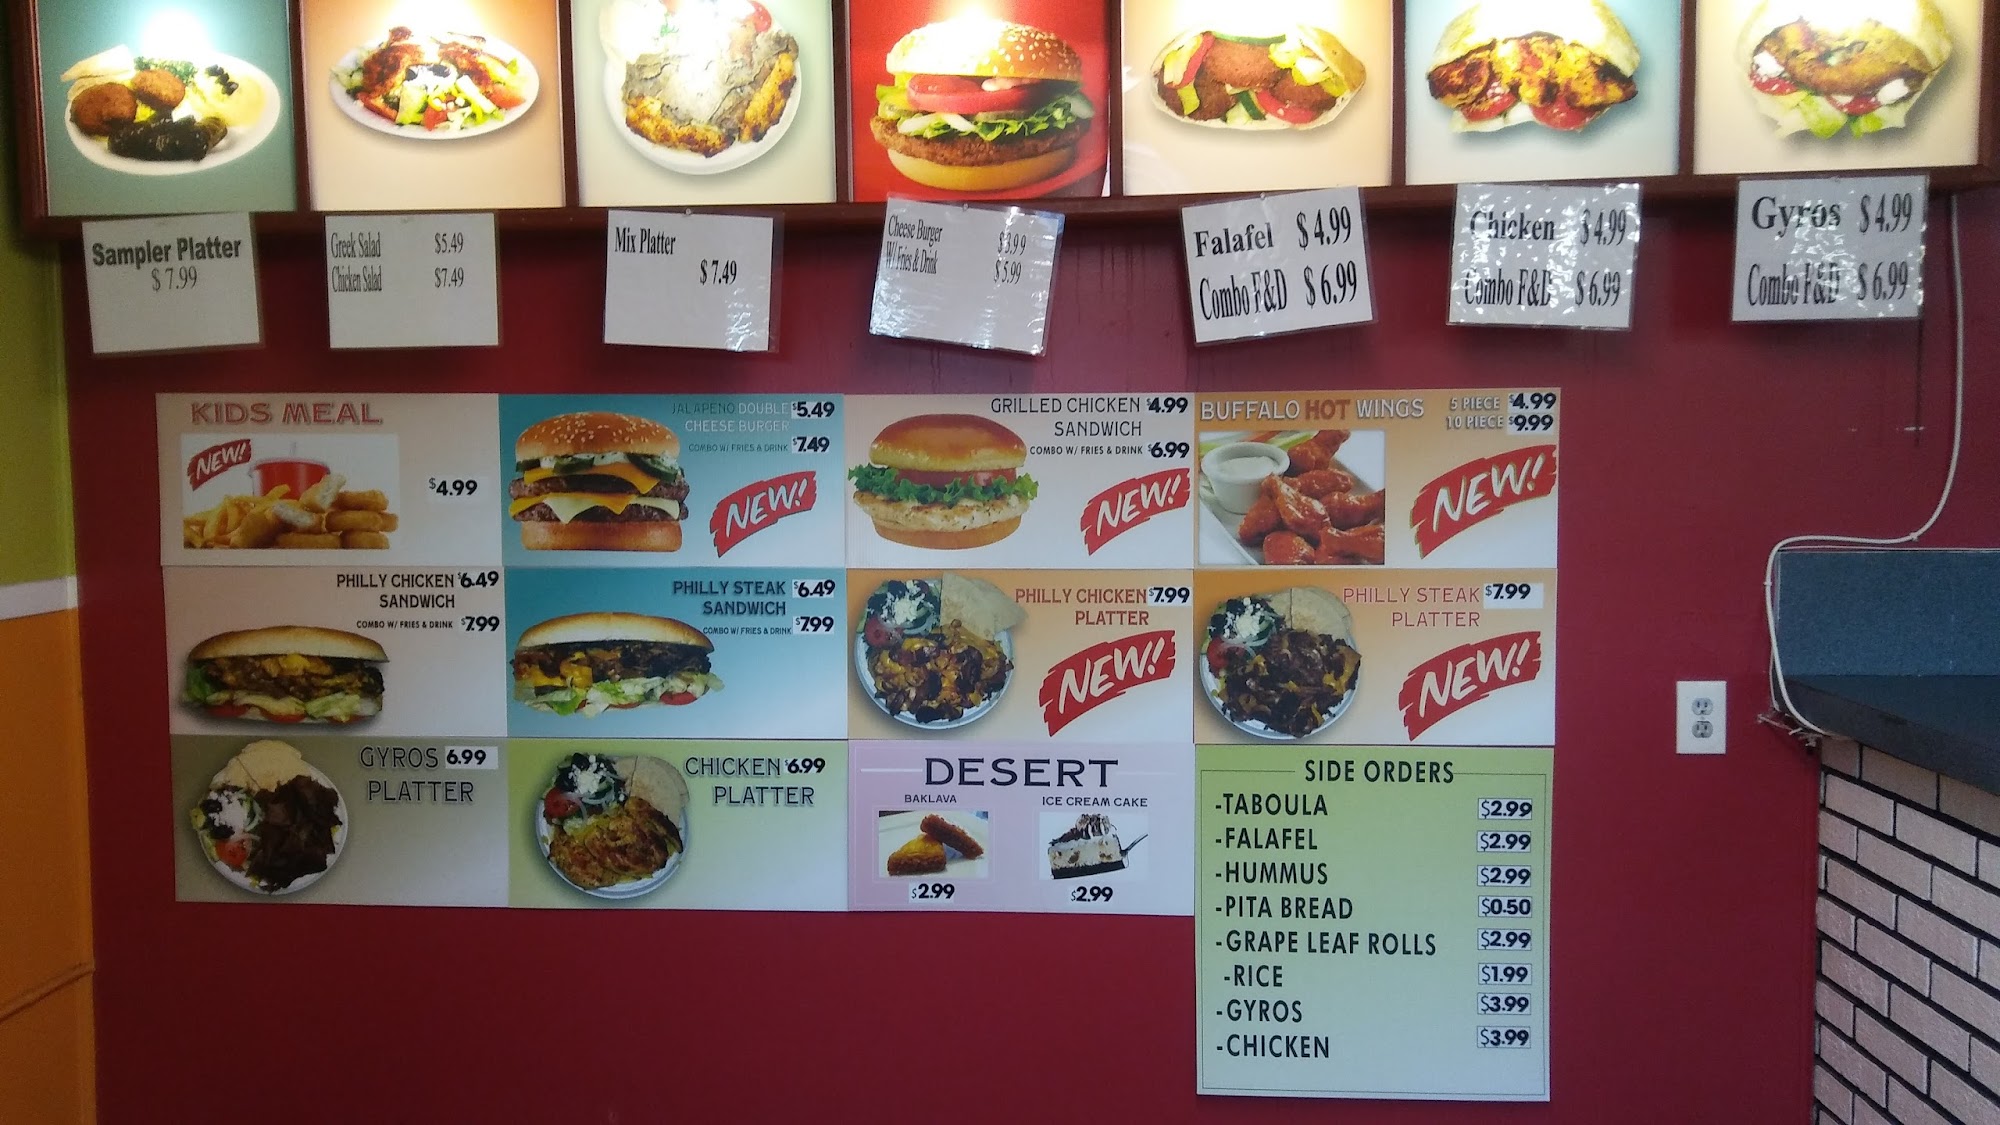 Sampler Platter
$ 7.99
Greek Salad $5.49
Chicken Salad $7.49
Mix Platter
$ 7.49
Cheese Burger $3.99
W/ Fries & Drink $5.99
Falafel $ 4.99
Combo F&D $ 6.99
Chicken $ 4.99
Combo F&D $ 6.99
Gyros $ 4.99
Combo F&D $ 6.99
KIDS MEAL
NEW!
$4.99
JALAPENO DOUBLE $5.49
CHEESE BURGER
COMBO W/ FRIES & DRINK $7.49
NEW!
GRILLED CHICKEN $4.99
SANDWICH
COMBO W/ FRIES & DRINK $6.99
NEW!
BUFFALO HOT WINGS 5 PIECE $4.99
10 PIECE $9.99
NEW!
PHILLY CHICKEN $6.49
SANDWICH
COMBO W/ FRIES & DRINK $7.99
PHILLY STEAK $6.49
SANDWICH
COMBO W/ FRIES & DRINK $7.99
PHILLY CHICKEN $7.99
PLATTER
NEW!
PHILLY STEAK $7.99
PLATTER
NEW!
GYROS 6.99
PLATTER
CHICKEN $6.99
PLATTER
DESERT
BAKLAVA ICE CREAM CAKE
$2.99 $2.99
SIDE ORDERS
-TABOULA $2.99
-FALAFEL $2.99
-HUMMUS $2.99
-PITA BREAD $0.50
-GRAPE LEAF ROLLS $2.99
-RICE $1.99
-GYROS $3.99
-CHICKEN $3.99